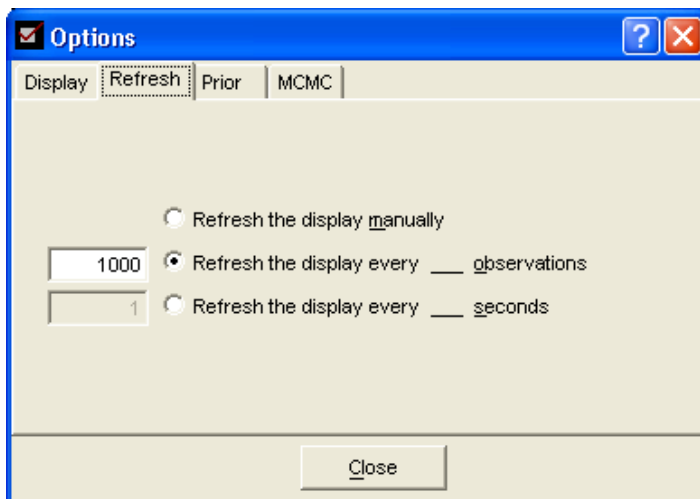 Options
Display Refresh Prior MCMC
Refresh the display manually
1000 Refresh the display every ___ observations
1 Refresh the display every ___ seconds
Close